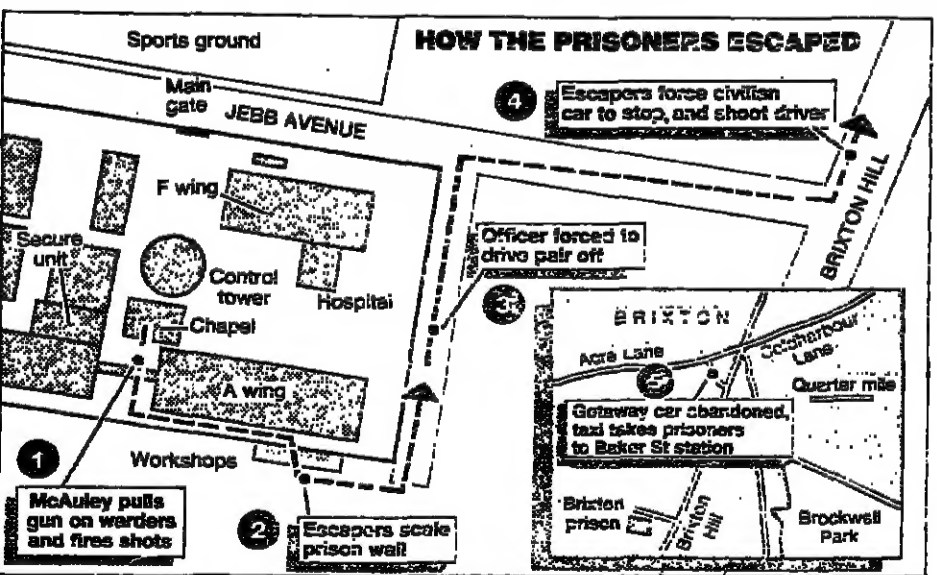 HOW THE PRISONERS ESCAPED
Sports ground
Main
gate
JEBB AVENUE
4
Escapers force civilian
car to stop, and shoot driver
F wing
BRIXTON HILL
Secure
unit
Control
tower
Hospital
Officer forced to
drive pair off
3
Chapel
A wing
Workshops
1
McAuley pulls
gun on warders
and fires shots
2
Escapers scale
prison wall
BRIXTON
Acre Lane
Coldharbour
Lane
5
Quarter mile
Getaway car abandoned,
taxi takes prisoners
to Baker St station
Brixton
prison
Brixton
Hill
Brockwell
Park